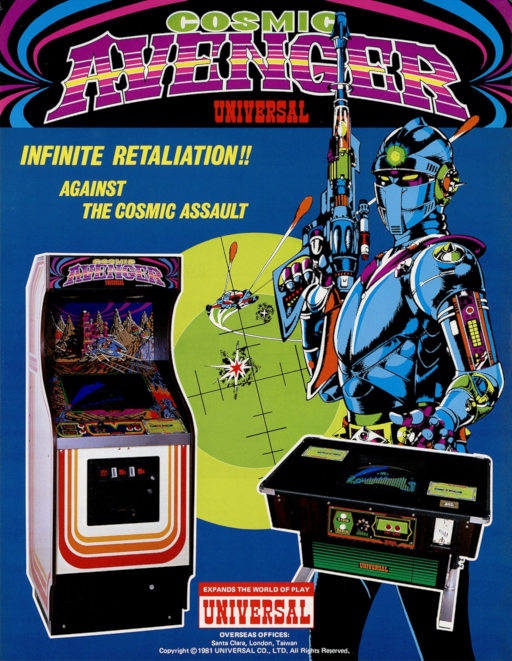 COSMIC
AVENGER
UNIVERSAL
INFINITE RETALIATION!!
AGAINST
THE COSMIC ASSAULT
COSMIC
AVENGER
UNIVERSAL
UNIVERSAL
EXPANDS THE WORLD OF PLAY
UNIVERSAL
OVERSEAS OFFICES:
Santa Clara, London, Taiwan
Copyright © 1981 UNIVERSAL CO., LTD, All Rights Reserved.